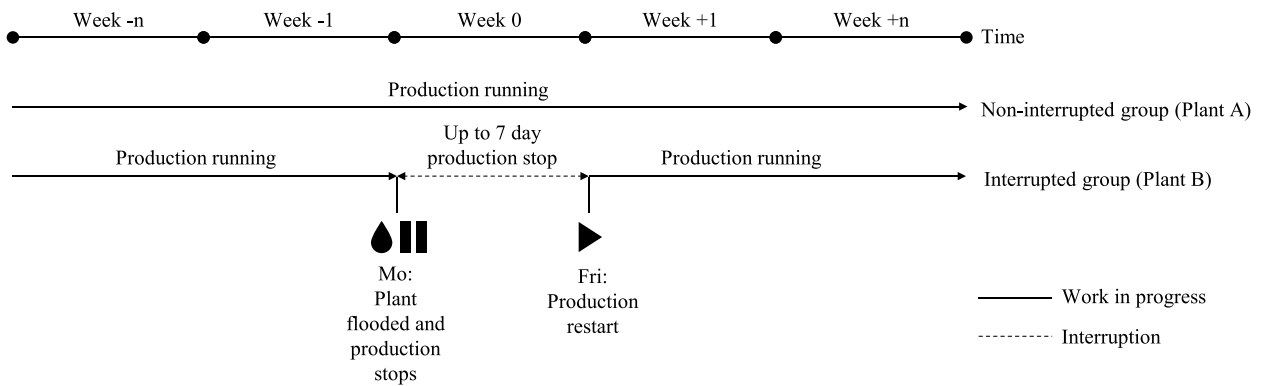 Week -n
Week -1
Week 0
Week +1
Week +n
Time
Production running
Non-interrupted group (Plant A)
Up to 7 day
production stop
Production running
Production running
Interrupted group (Plant B)
Mo:
Plant
flooded and
production
stops
Fri:
Production
restart
Work in progress
Interruption